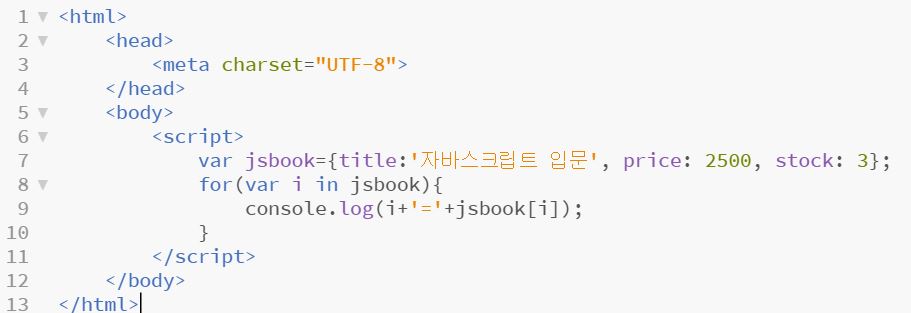 1 <html>
2 <head>
3 <meta charset="UTF-8">
4 </head>
5 <body>
6 <script>
7 var jsbook={title:'자바스크립트 입문', price: 2500, stock: 3};
8 for(var i in jsbook){
9 console.log(i+'='+jsbook[i]);
10 }
11 </script>
12 </body>
13 </html>